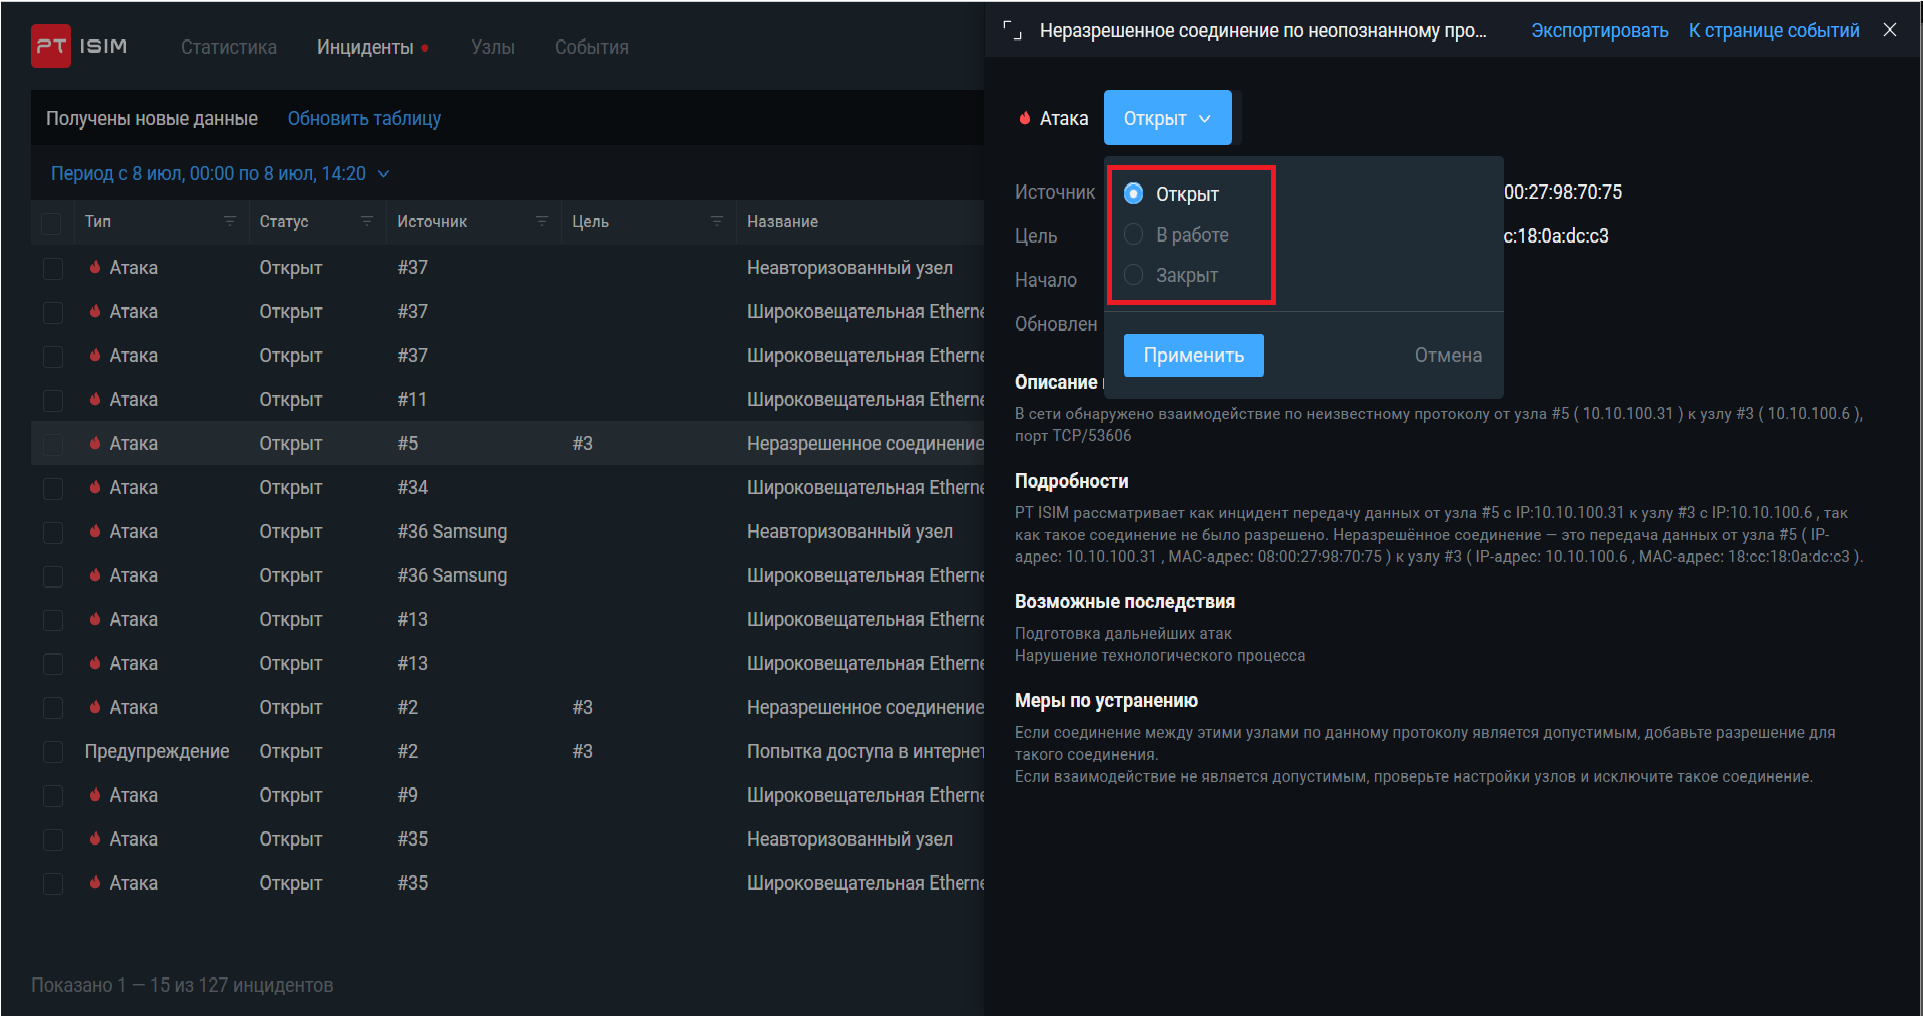 PT ISIM Статистика Инциденты Узлы События
Получены новые данные Обновить таблицу
Период с 8 июл, 00:00 по 8 июл, 14:20
Тип Статус Источник Цель Название
Атака Открыт #37 Неавторизованный узел
Атака Открыт #37 Широковещательная Etherne
Атака Открыт #37 Широковещательная Etherne
Атака Открыт #11 Широковещательная Etherne
Атака Открыт #5 #3 Неразрешенное соединение
Атака Открыт #34 Широковещательная Etherne
Атака Открыт #36 Samsung Неавторизованный узел
Атака Открыт #36 Samsung Широковещательная Etherne
Атака Открыт #13 Широковещательная Etherne
Атака Открыт #13 Широковещательная Etherne
Атака Открыт #2 #3 Неразрешенное соединение
Предупреждение Открыт #2 #3 Попытка доступа в интернет
Атака Открыт #9 Широковещательная Etherne
Атака Открыт #35 Неавторизованный узел
Атака Открыт #35 Широковещательная Etherne
Показано 1 — 15 из 127 инцидентов
Неразрешенное соединение по неопознанному про... Экспортировать К странице событий
Атака Открыт
Источник 00:27:98:70:75
Цель c:18:0a:dc:c3
Начало
Обновлен
Открыт
В работе
Закрыт
Применить Отмена
Описание
В сети обнаружено взаимодействие по неизвестному протоколу от узла #5 ( 10.10.100.31 ) к узлу #3 ( 10.10.100.6 ),
порт TCP/53606
Подробности
PT ISIM рассматривает как инцидент передачу данных от узла #5 с IP:10.10.100.31 к узлу #3 с IP:10.10.100.6 , так
как такое соединение не было разрешено. Неразрешённое соединение — это передача данных от узла #5 ( IP-
адрес: 10.10.100.31 , MAC-адрес: 08:00:27:98:70:75 ) к узлу #3 ( IP-адрес: 10.10.100.6 , MAC-адрес: 18:cc:18:0a:dc:c3 ).
Возможные последствия
Подготовка дальнейших атак
Нарушение технологического процесса
Меры по устранению
Если соединение между этими узлами по данному протоколу является допустимым, добавьте разрешение для
такого соединения.
Если взаимодействие не является допустимым, проверьте настройки узлов и исключите такое соединение.